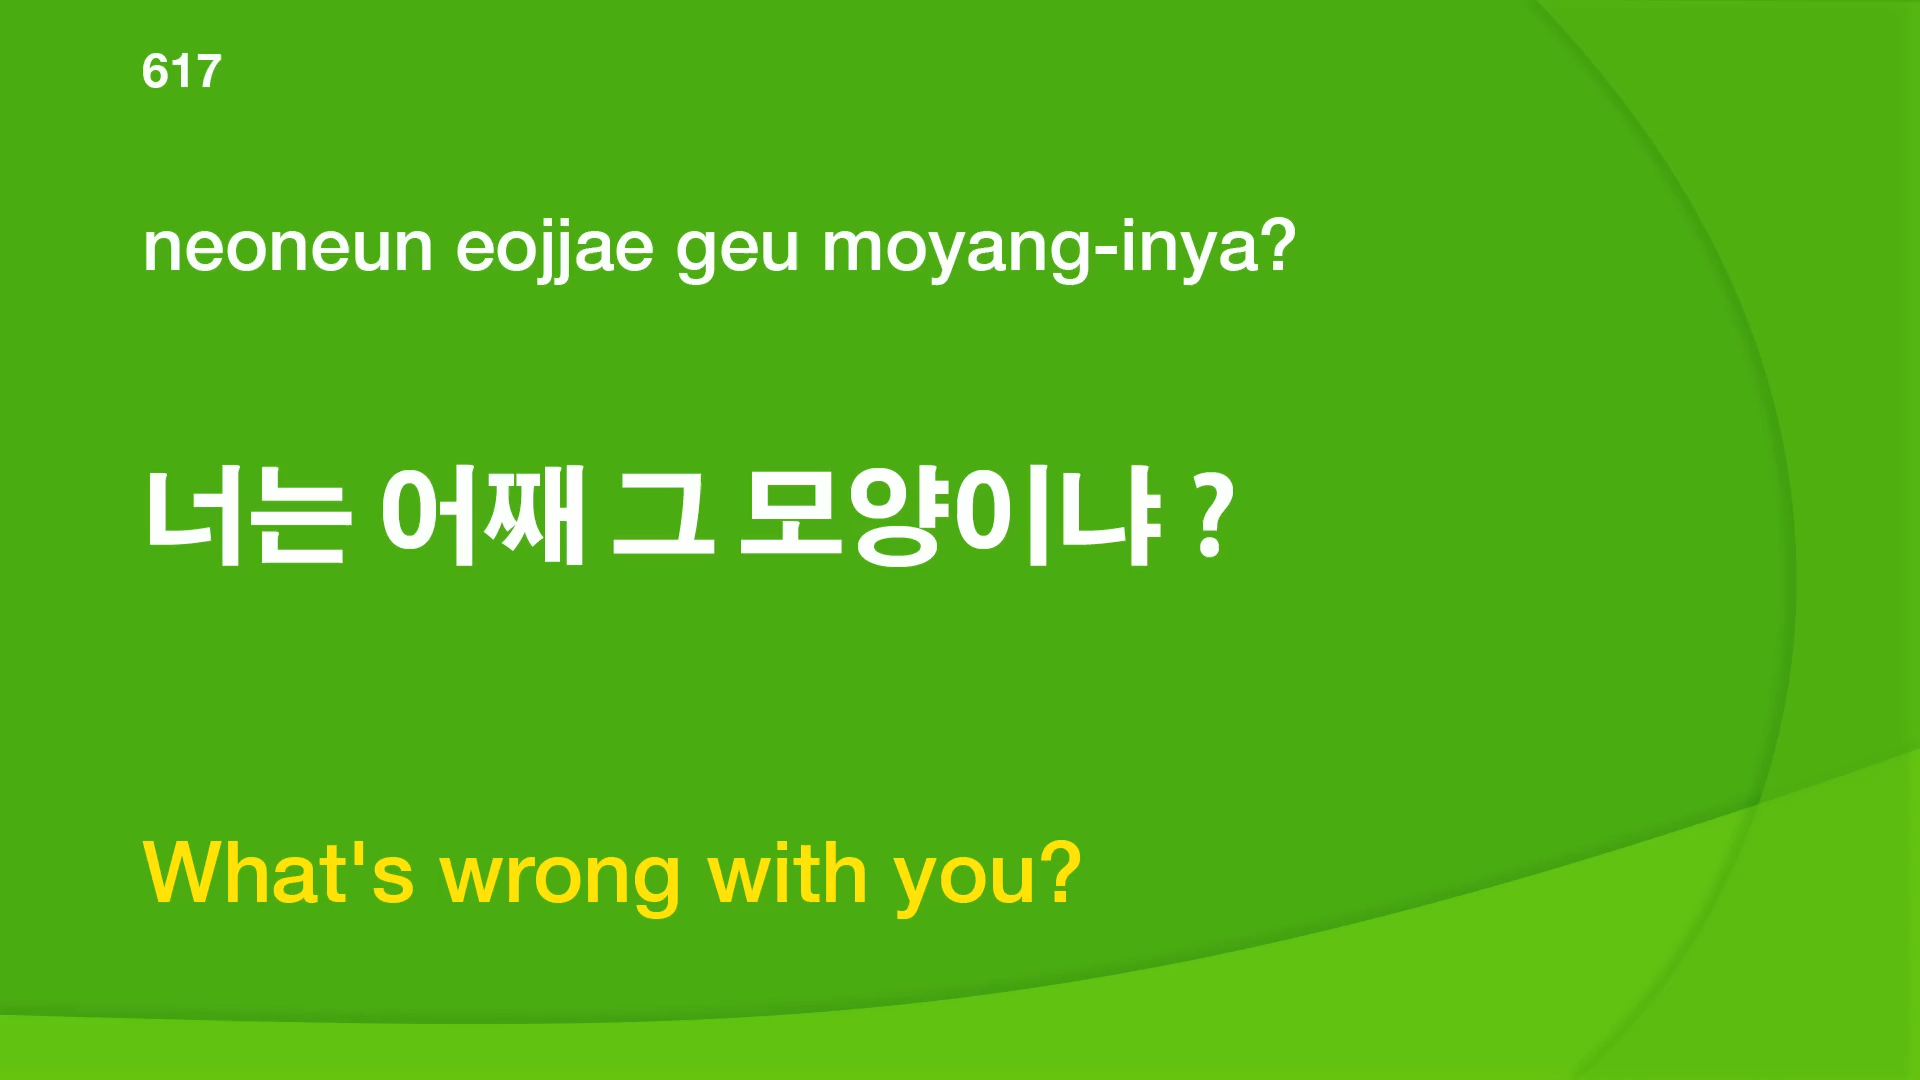 617
neoneun eojjae geu moyang-inya?
너는 어째 그 모양이냐 ?
What's wrong with you?